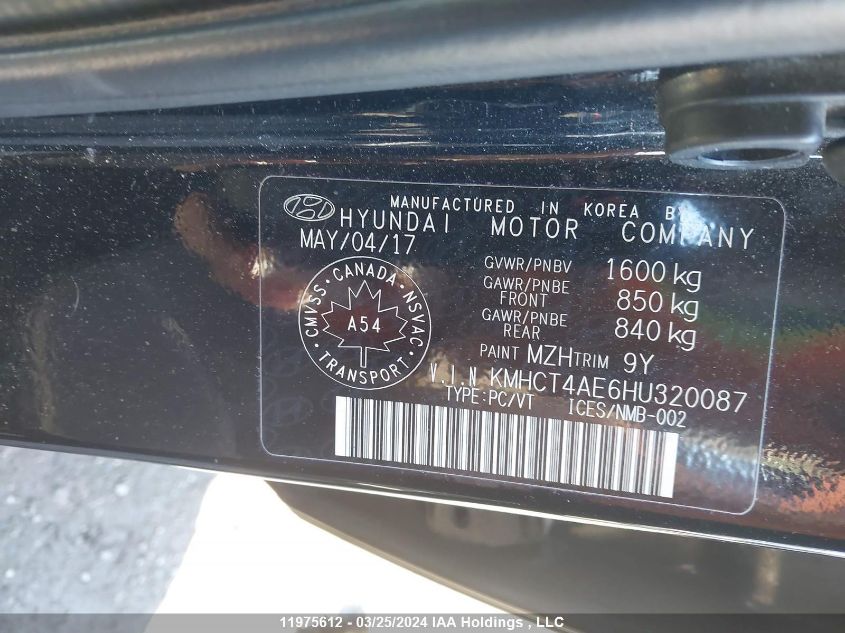 MANUFACTURED IN KOREA BY
HYUNDAI MOTOR COMPANY
MAY/04/17
GVWR/PNBV 1600 kg
GAWR/PNBE FRONT 850 kg
GAWR/PNBE REAR 840 kg
CANADA · NSVAC · TRANSPORT · CMVSS
A54
PAINT MZH TRIM 9Y
V.I.N KMHCT4AE6HU320087
TYPE:PC/VT ICES/NMB-002
11975612 - 03/25/2024 IAA Holdings , LLC